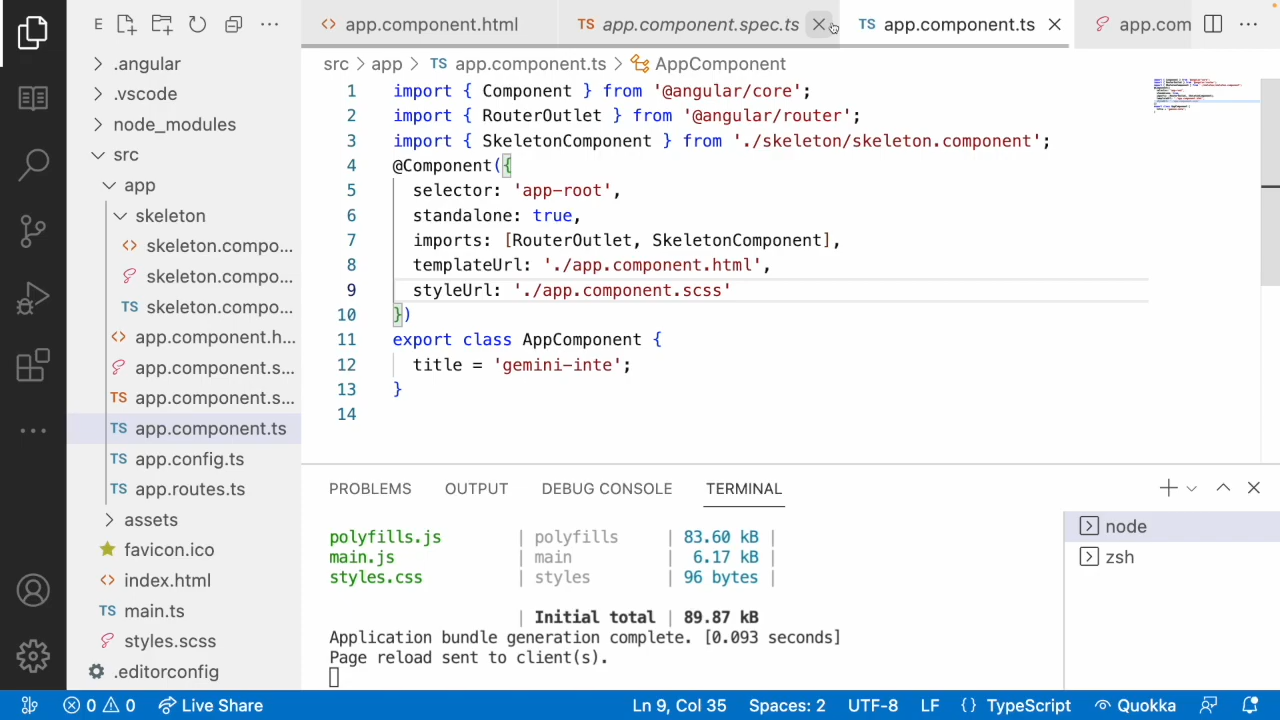 E
app.component.html
TS app.component.spec.ts
TS app.component.ts
app.com
src > app > TS app.component.ts > AppComponent
.angular
.vscode
node_modules
src
app
skeleton
skeleton.compo...
skeleton.compo...
TS skeleton.compo...
app.component.h...
app.component.s...
TS app.component.s...
TS app.component.ts
TS app.config.ts
TS app.routes.ts
assets
favicon.ico
index.html
TS main.ts
styles.scss
.editorconfig
1 import { Component } from '@angular/core';
2 import { RouterOutlet } from '@angular/router';
3 import { SkeletonComponent } from './skeleton/skeleton.component';
4 @Component({
5 selector: 'app-root',
6 standalone: true,
7 imports: [RouterOutlet, SkeletonComponent],
8 templateUrl: './app.component.html',
9 styleUrl: './app.component.scss'
10 })
11 export class AppComponent {
12 title = 'gemini-inte';
13 }
14
PROBLEMS OUTPUT DEBUG CONSOLE TERMINAL
polyfills.js | polyfills | 83.60 kB |
main.js | main | 6.17 kB |
styles.css | styles | 96 bytes |
| Initial total | 89.87 kB
Application bundle generation complete. [0.093 seconds]
Page reload sent to client(s).
node
zsh
0 0 Live Share Ln 9, Col 35 Spaces: 2 UTF-8 LF {} TypeScript Quokka